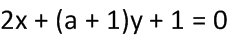 2x + (a + 1)y + 1 = 0